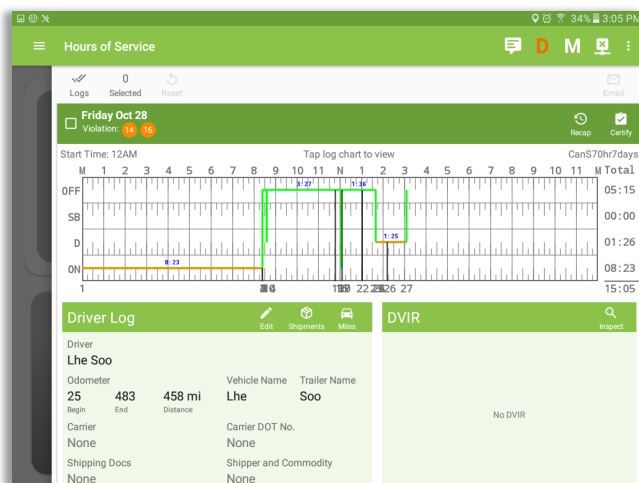 34% 3:05 PM
Hours of Service
D M
Logs
0
Selected
Reset
Email
Friday Oct 28
Violation: 14 16
Recap
Certify
Start Time: 12AM
Tap log chart to view
CanS70hr7days
M 1 2 3 4 5 6 7 8 9 10 11 N 1 2 3 4 5 6 7 8 9 10 11 M Total
OFF 3:27 1:36 05:15
SB 00:00
D 1:25 01:26
ON 8:23 08:23
1 22 26 27 15:05
Driver Log
Edit
Shipments
Miles
DVIR
Inspect
Driver
Lhe Soo
Odometer
Vehicle Name Trailer Name
25 483 458 mi Lhe Soo
Begin End Distance
Carrier Carrier DOT No.
None None
No DVIR
Shipping Docs Shipper and Commodity
None None